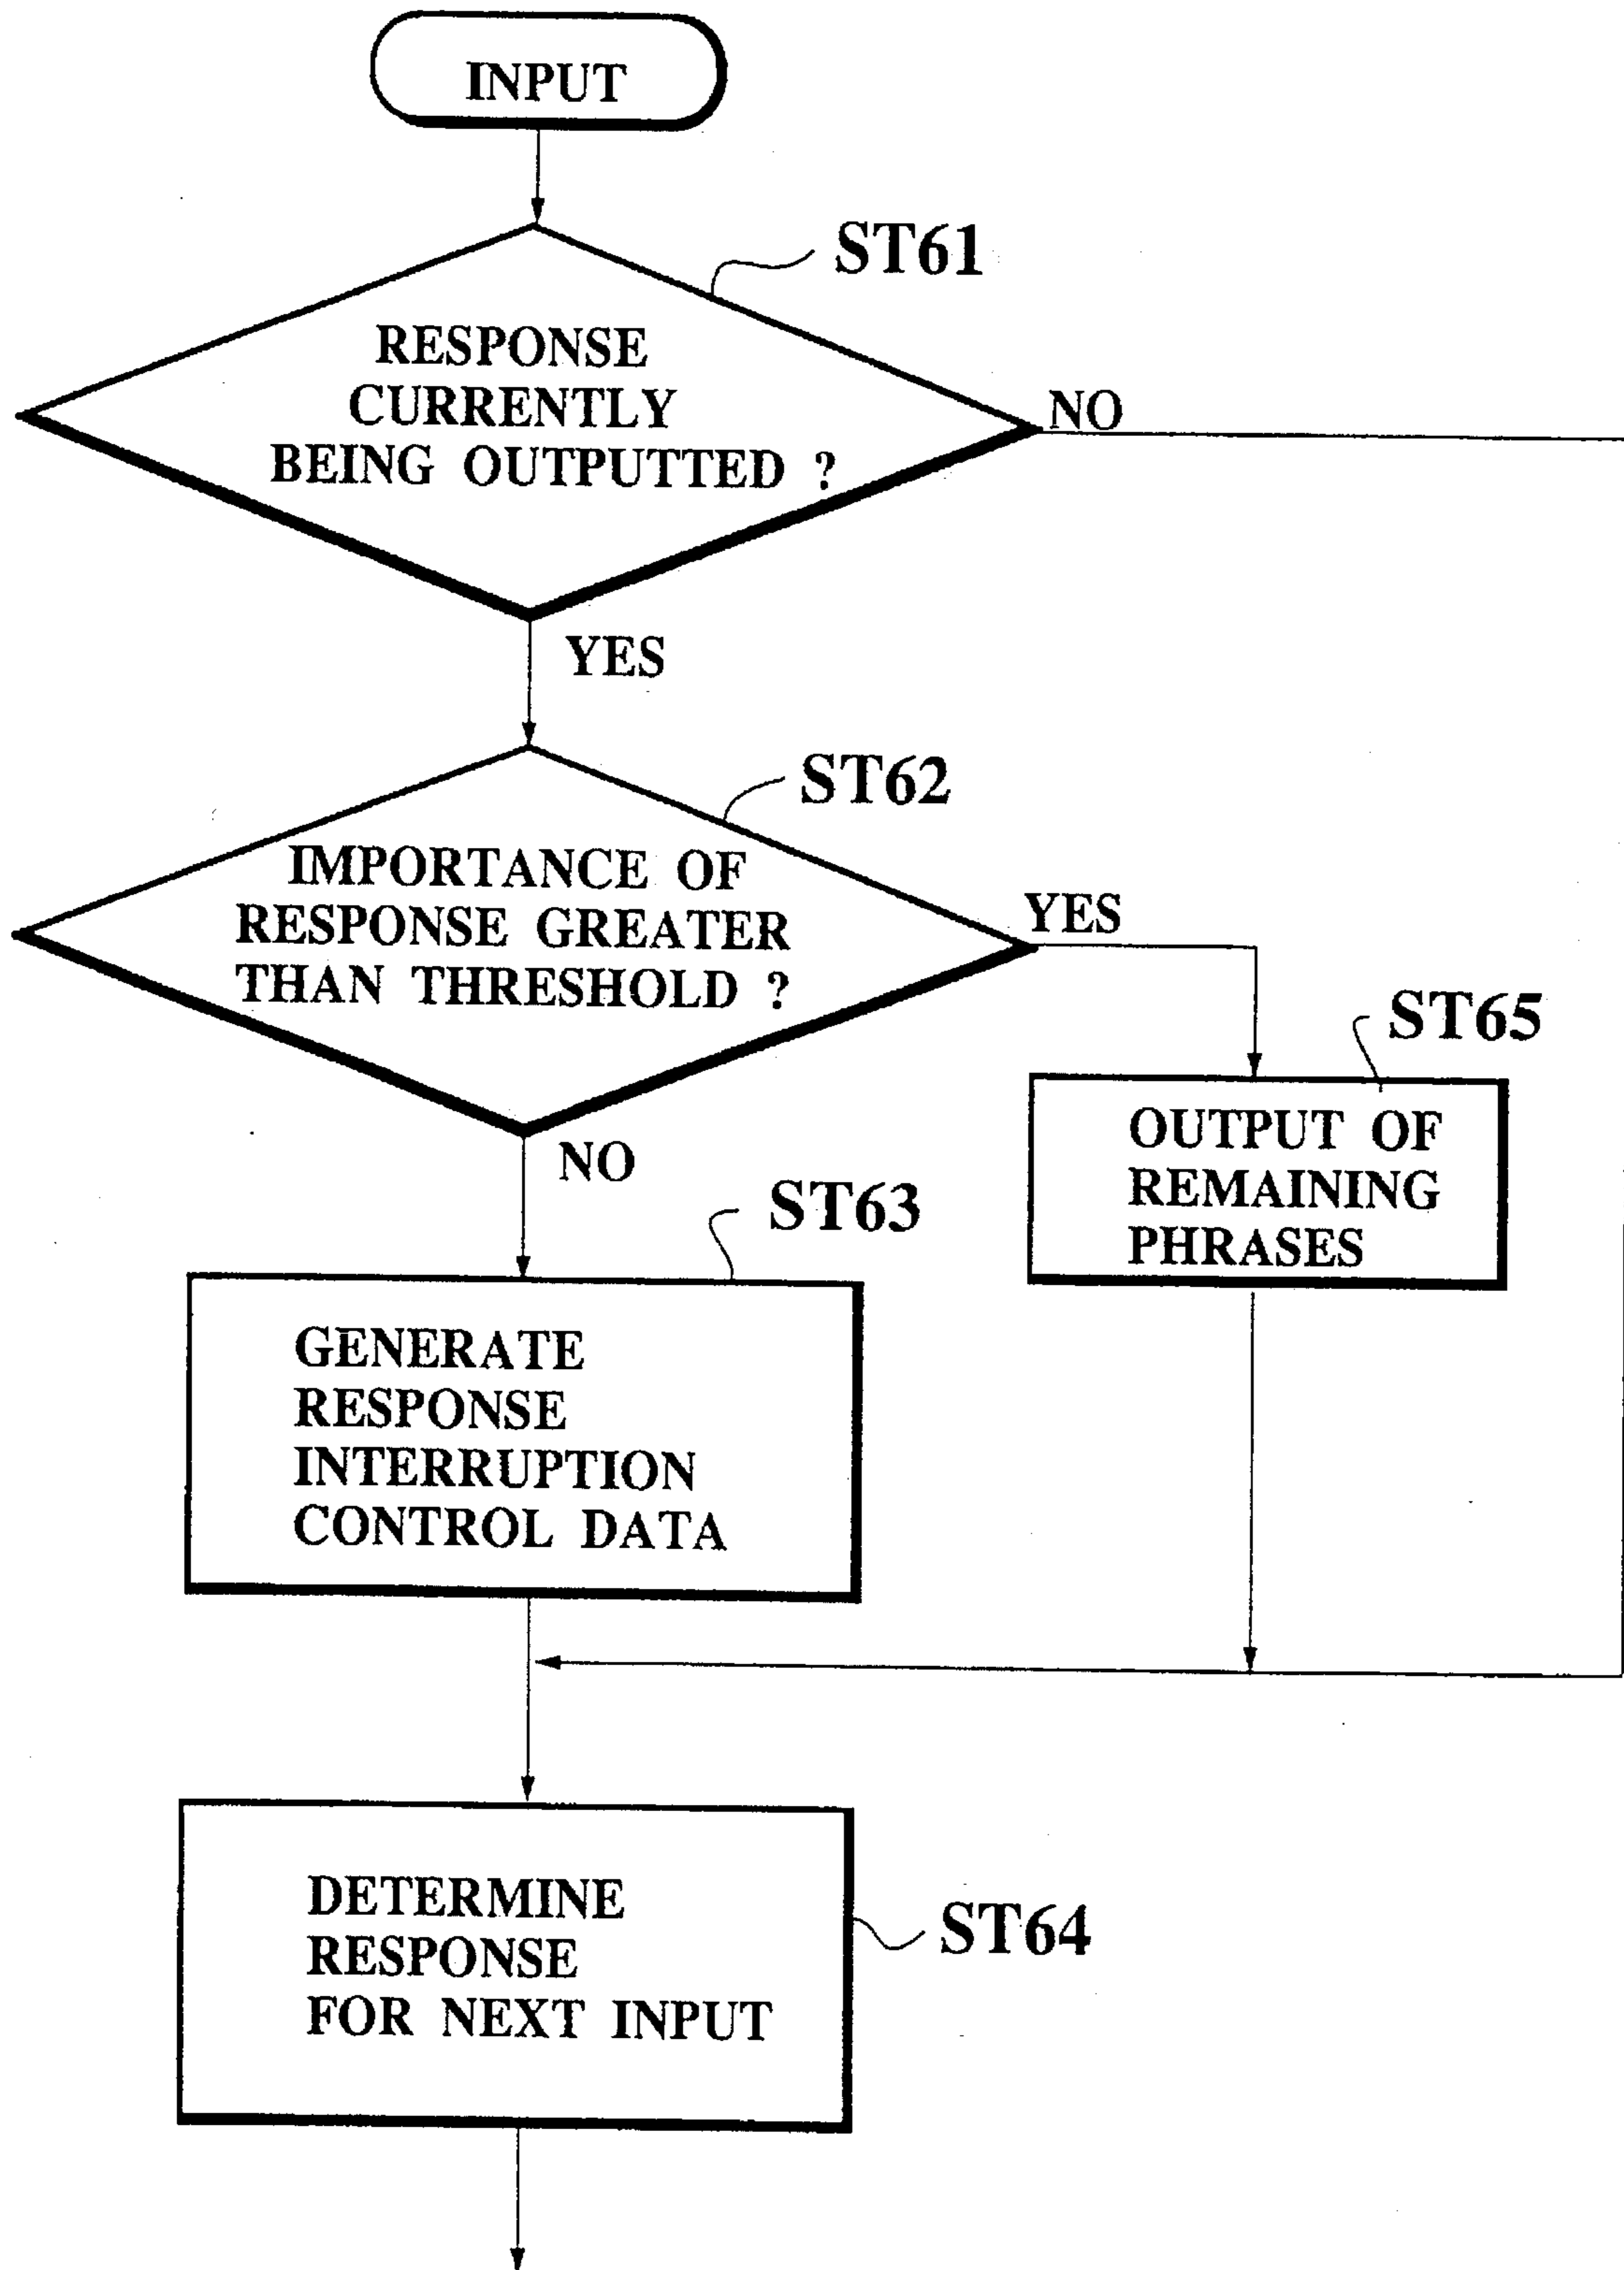 INPUT
ST61
RESPONSE
CURRENTLY
BEING OUTPUTTED ?
NO
YES
ST62
IMPORTANCE OF
RESPONSE GREATER
THAN THRESHOLD ?
YES
ST65
OUTPUT OF
REMAINING
PHRASES
NO
ST63
GENERATE
RESPONSE
INTERRUPTION
CONTROL DATA
DETERMINE
RESPONSE
FOR NEXT INPUT
ST64